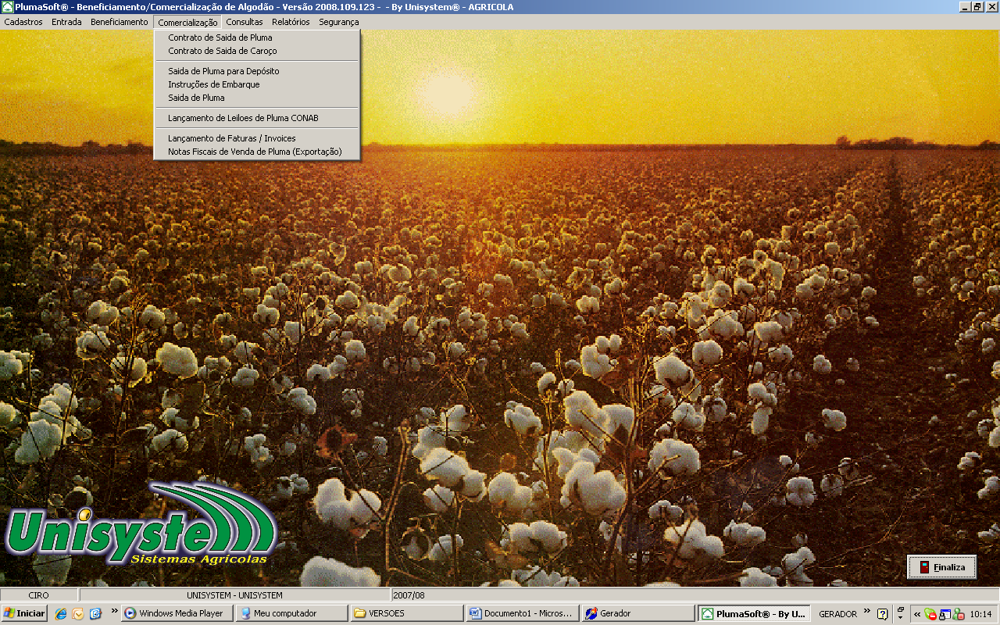 PlumaSoft® - Beneficiamento/Comercialização de Algodão - Versão 2008.109.123 - - By Unisystem® - AGRICOLA
Cadastros Entrada Beneficiamento Comercialização Consultas Relatórios Segurança
Contrato de Saida de Pluma
Contrato de Saida de Caroço
Saida de Pluma para Depósito
Instruções de Embarque
Saida de Pluma
Lançamento de Leiloes de Pluma CONAB
Lançamento de Faturas / Invoices
Notas Fiscais de Venda de Pluma (Exportação)
Unisystem
Sistemas Agrícolas
Finaliza
CIRO UNISYSTEM - UNISYSTEM 2007/08
Iniciar » Windows Media Player Meu computador VERSOES Documento1 - Micros... Gerador PlumaSoft® - By U... GERADOR » « 10:14